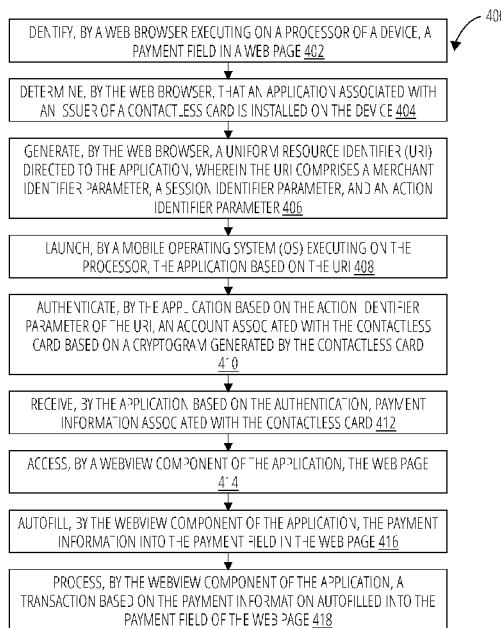 400
IDENTIFY, BY A WEB BROWSER EXECUTING ON A PROCESSOR OF A DEVICE, A
PAYMENT FIELD IN A WEB PAGE 402
DETERMINE, BY THE WEB BROWSER, THAT AN APPLICATION ASSOCIATED WITH
AN ISSUER OF A CONTACTLESS CARD IS INSTALLED ON THE DEVICE 404
GENERATE, BY THE WEB BROWSER, A UNIFORM RESOURCE IDENTIFIER (URI)
DIRECTED TO THE APPLICATION, WHEREIN THE URI COMPRISES A MERCHANT
IDENTIFIER PARAMETER, A SESSION IDENTIFIER PARAMETER, AND AN ACTION
IDENTIFIER PARAMETER 406
LAUNCH, BY A MOBILE OPERATING SYSTEM (OS) EXECUTING ON THE
PROCESSOR, THE APPLICATION BASED ON THE URI 408
AUTHENTICATE, BY THE APPLICATION BASED ON THE ACTION IDENTIFIER
PARAMETER OF THE URI, AN ACCOUNT ASSOCIATED WITH THE CONTACTLESS
CARD BASED ON A CRYPTOGRAM GENERATED BY THE CONTACTLESS CARD
410
RECEIVE, BY THE APPLICATION BASED ON THE AUTHENTICATION, PAYMENT
INFORMATION ASSOCIATED WITH THE CONTACTLESS CARD 412
ACCESS, BY A WEBVIEW COMPONENT OF THE APPLICATION, THE WEB PAGE
414
AUTOFILL, BY THE WEBVIEW COMPONENT OF THE APPLICATION, THE PAYMENT
INFORMATION INTO THE PAYMENT FIELD IN THE WEB PAGE 416
PROCESS, BY THE WEBVIEW COMPONENT OF THE APPLICATION, A
TRANSACTION BASED ON THE PAYMENT INFORMATION AUTOFILLED INTO THE
PAYMENT FIELD OF THE WEB PAGE 418